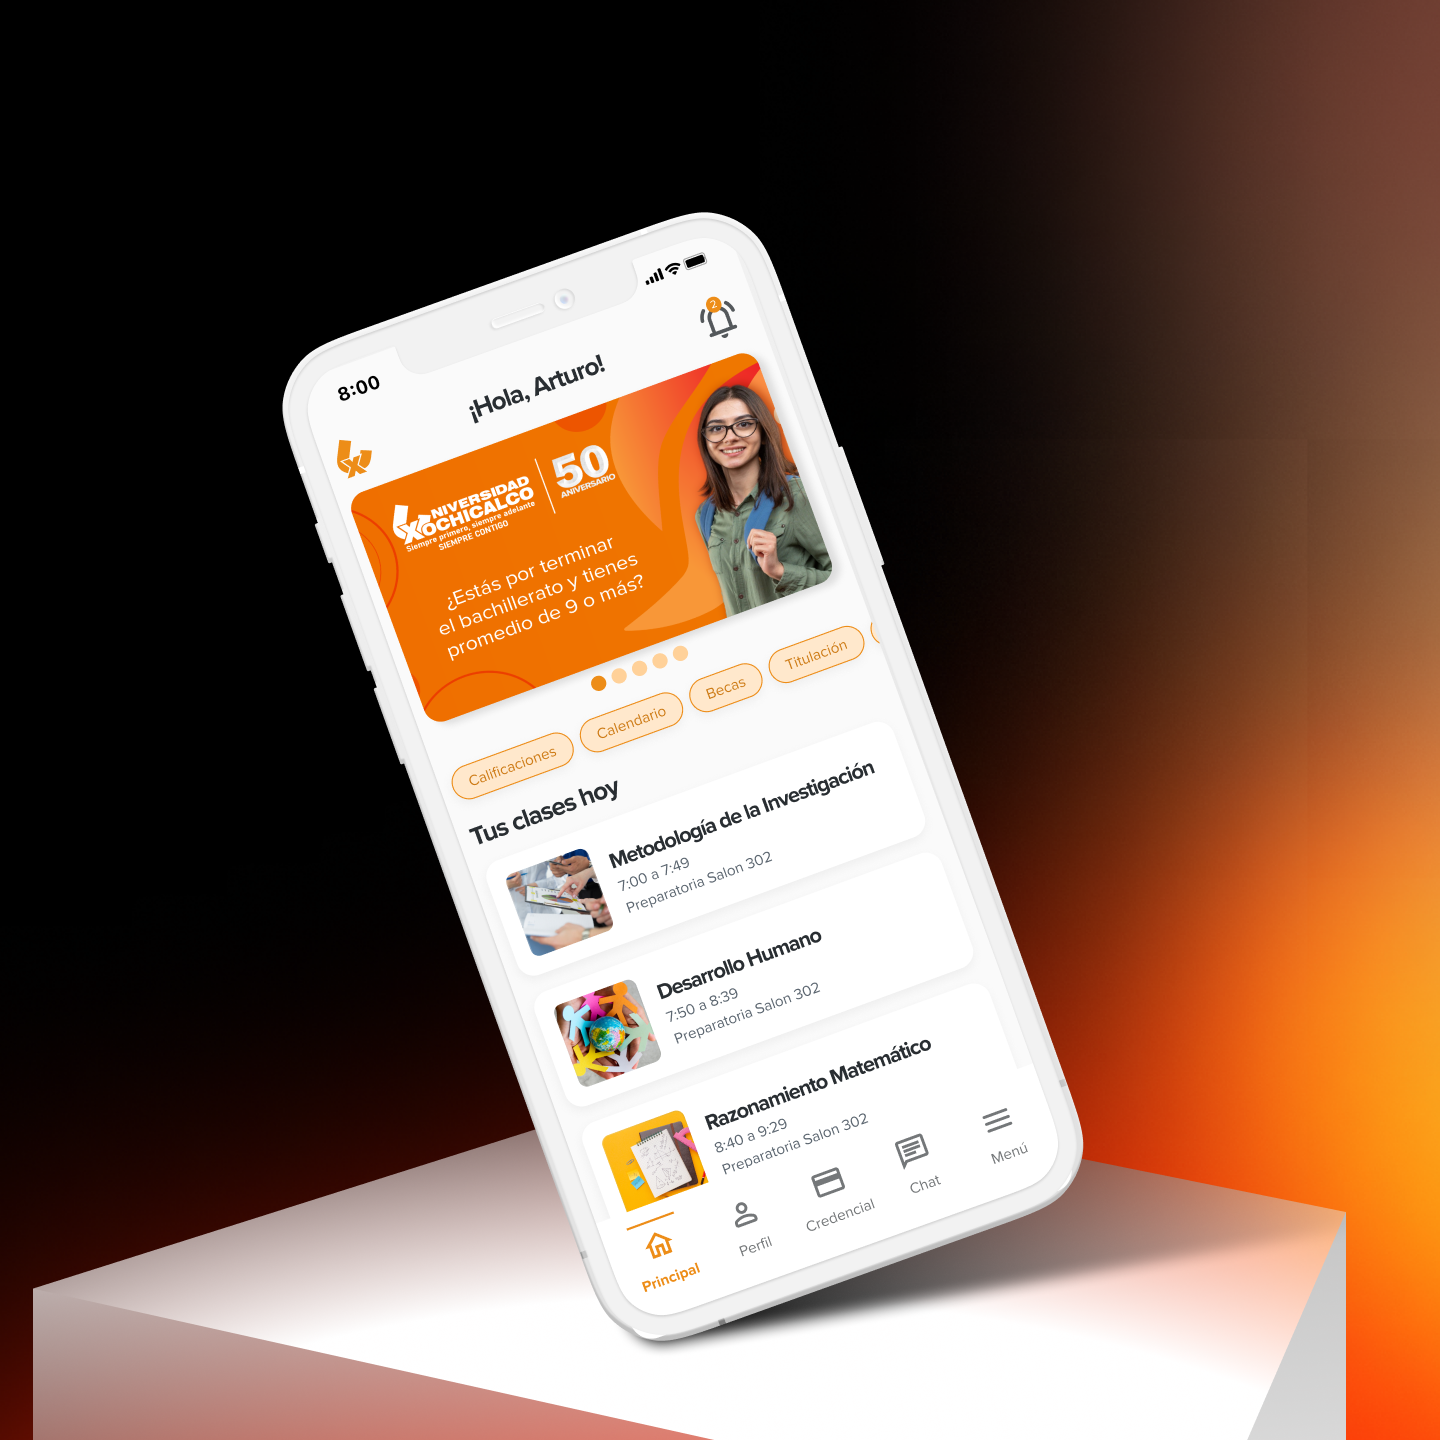 8:00
2
¡Hola, Arturo!
UNIVERSIDAD
XOCHICALCO
Siempre primero, siempre adelante
SIEMPRE CONTIGO
50
ANIVERSARIO
¿Estás por terminar
el bachillerato y tienes
promedio de 9 o más?
Calificaciones
Calendario
Becas
Titulación
Tus clases hoy
Metodología de la Investigación
7:00 a 7:49
Preparatoria Salon 302
Desarrollo Humano
7:50 a 8:39
Preparatoria Salon 302
Razonamiento Matemático
8:40 a 9:29
Preparatoria Salon 302
Principal
Perfil
Credencial
Chat
Menú